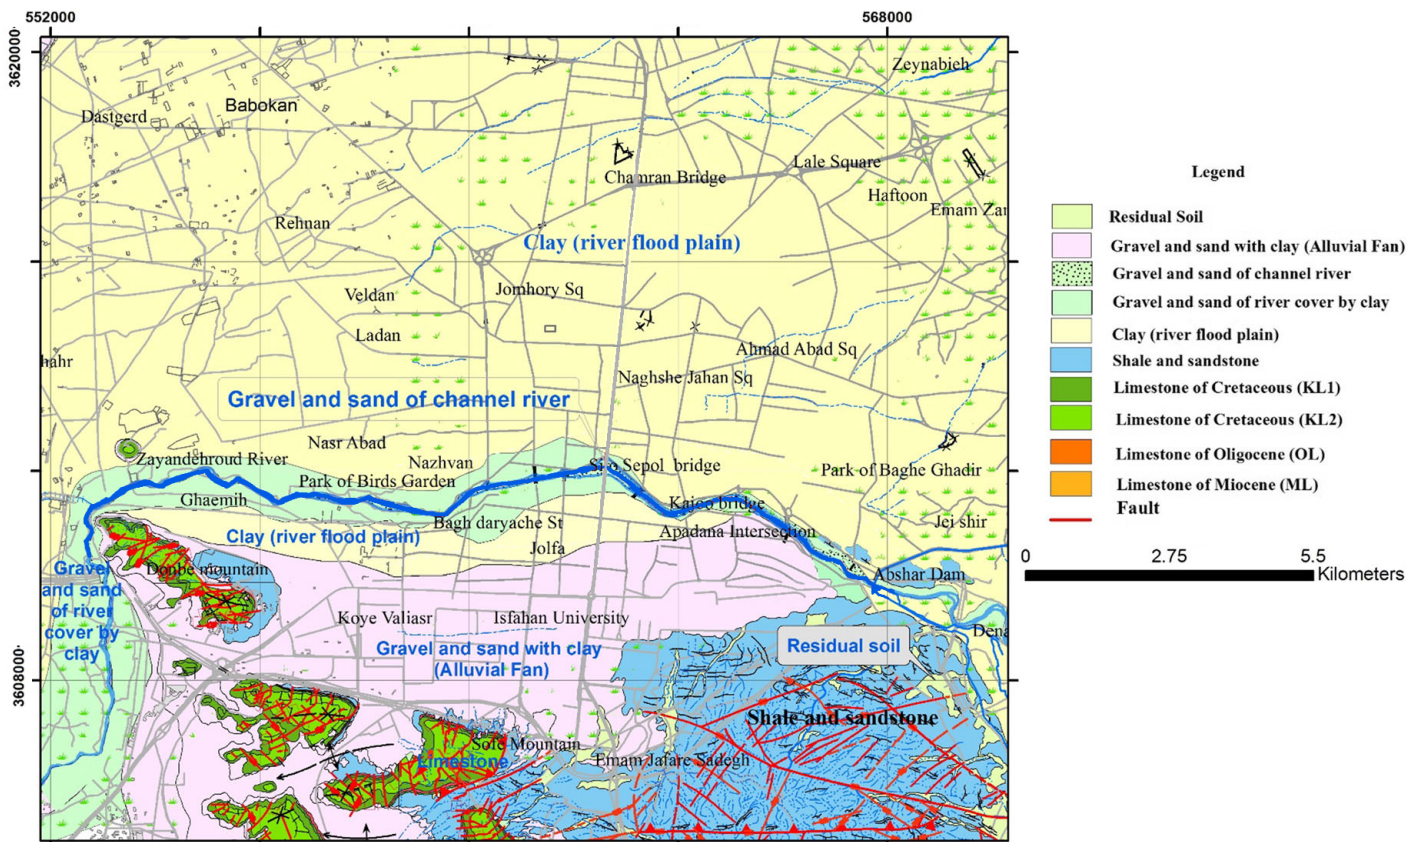 552000
568000
3620000
3608000
Zeynabieh
Babokan
Dastgerd
Lale Square
Chamran Bridge
Haftoon
Emam Zar
Rehnan
Clay (river flood plain)
Jomhory Sq
Veldan
Ladan
Ahmad Abad Sq
hahr
Naghshe Jahan Sq
Gravel and sand of channel river
Nasr Abad
Zayandehroud River
Nazhvan
Si o Sepol bridge
Park of Baghe Ghadir
Park of Birds Garden
Ghaemih
Kajoo bridge
Bagh daryache St
Jei shir
Clay (river flood plain)
Apadana Intersection
Jolfa
Donbe mountain
Abshar Dam
Gravel
and sand
of river
cover by
clay
Koye Valiasr
Isfahan University
Dena
Gravel and sand with clay
(Alluvial Fan)
Residual soil
Shale and sandstone
Sofe Mountain
Limestone
Emam Jafare Sadegh
Legend
Residual Soil
Gravel and sand with clay (Alluvial Fan)
Gravel and sand of channel river
Gravel and sand of river cover by clay
Clay (river flood plain)
Shale and sandstone
Limestone of Cretaceous (KL1)
Limestone of Cretaceous (KL2)
Limestone of Oligocene (OL)
Limestone of Miocene (ML)
Fault
0 2.75 5.5
Kilometers